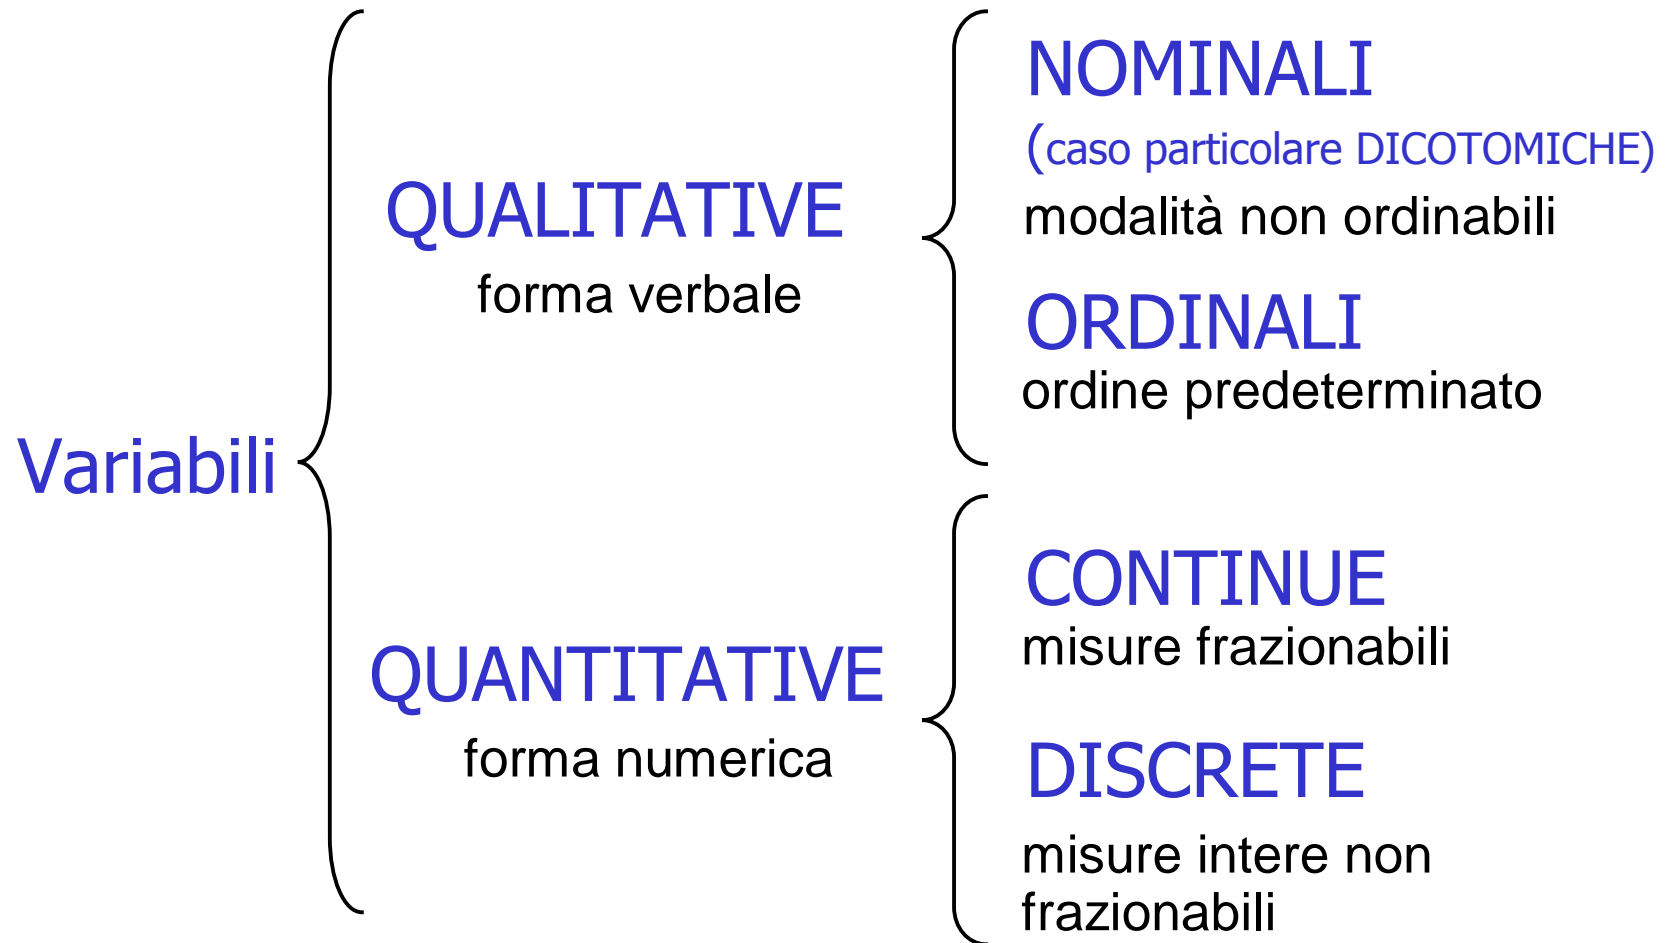 Variabili
QUALITATIVE
forma verbale
NOMINALI
(caso particolare DICOTOMICHE)
modalità non ordinabili
ORDINALI
ordine predeterminato
QUANTITATIVE
forma numerica
CONTINUE
misure frazionabili
DISCRETE
misure intere non
frazionabili